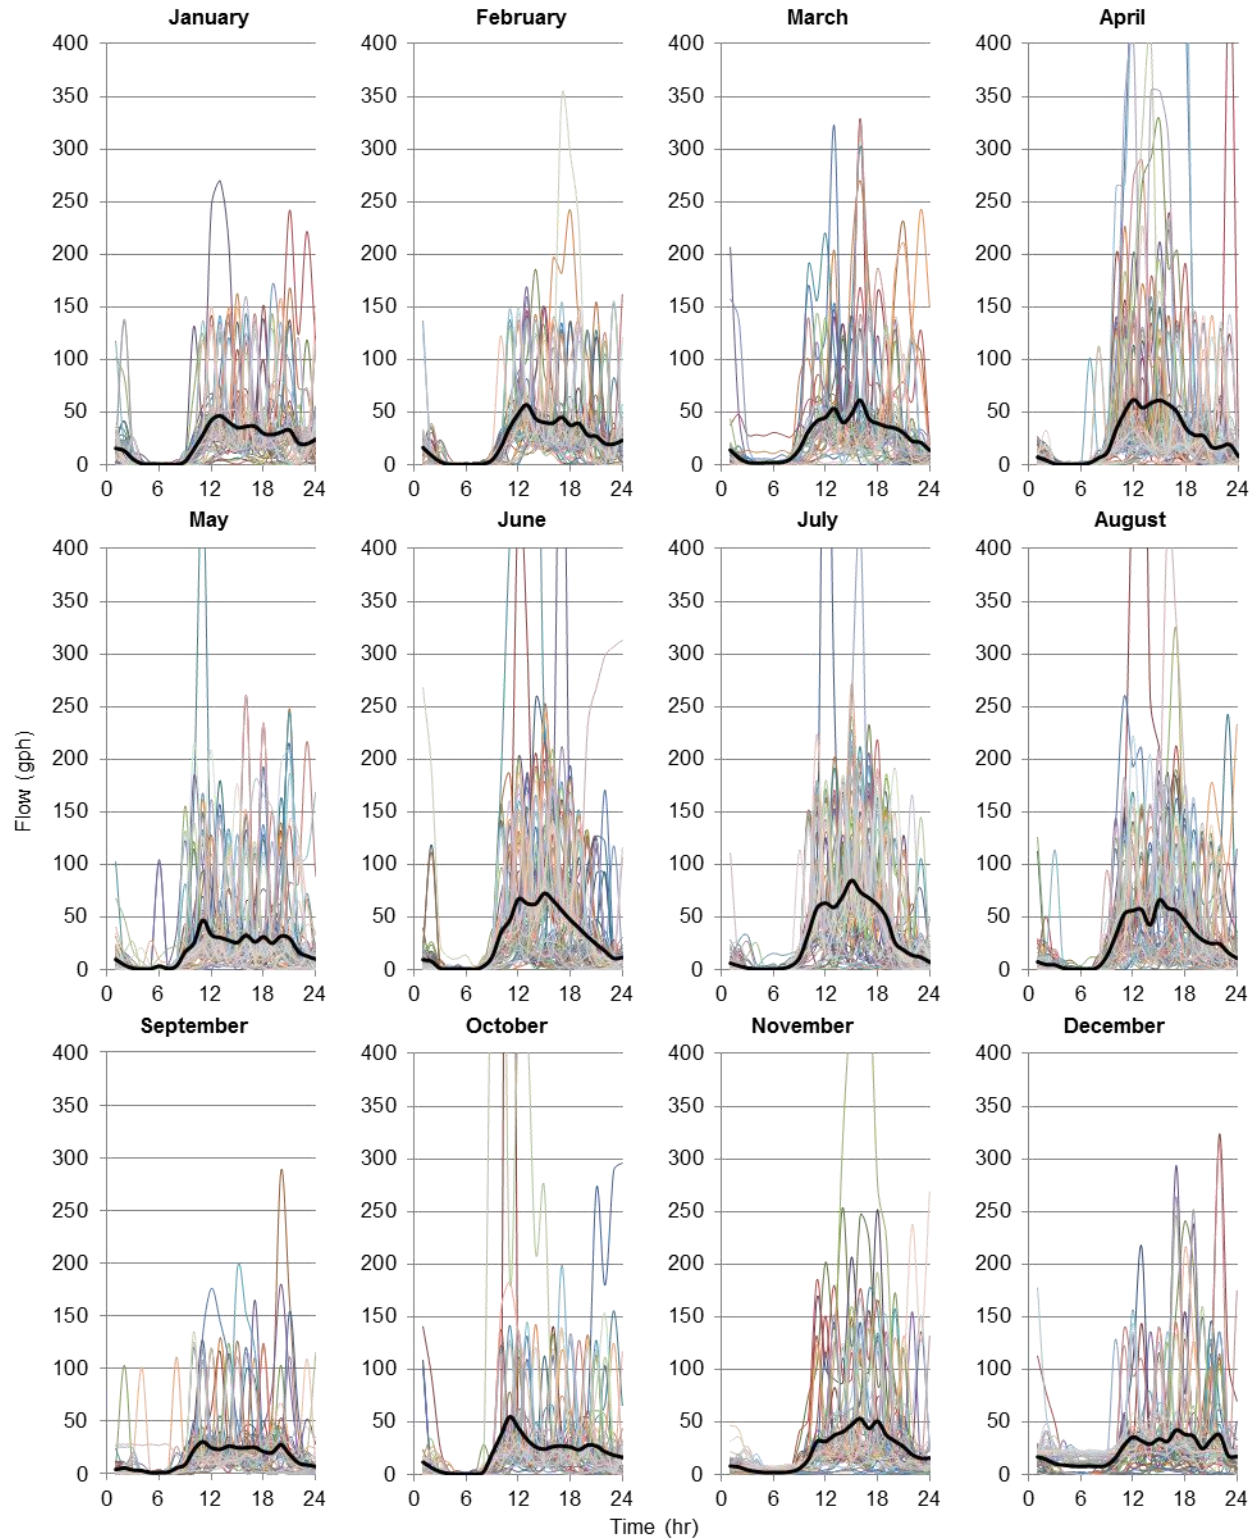 January February March April
400 400 400 400
350 350 350 350
300 300 300 300
250 250 250 250
200 200 200 200
150 150 150 150
100 100 100 100
50 50 50 50
0 0 0 0
0 6 12 18 24 0 6 12 18 24 0 6 12 18 24 0 6 12 18 24
May June July August
400 400 400 400
350 350 350 350
300 300 300 300
250 250 250 250
Flow (gph)
200 200 200 200
150 150 150 150
100 100 100 100
50 50 50 50
0 0 0 0
0 6 12 18 24 0 6 12 18 24 0 6 12 18 24 0 6 12 18 24
September October November December
400 400 400 400
350 350 350 350
300 300 300 300
250 250 250 250
200 200 200 200
150 150 150 150
100 100 100 100
50 50 50 50
0 0 0 0
0 6 12 18 24 0 6 12 18 24 0 6 12 18 24 0 6 12 18 24
Time (hr)